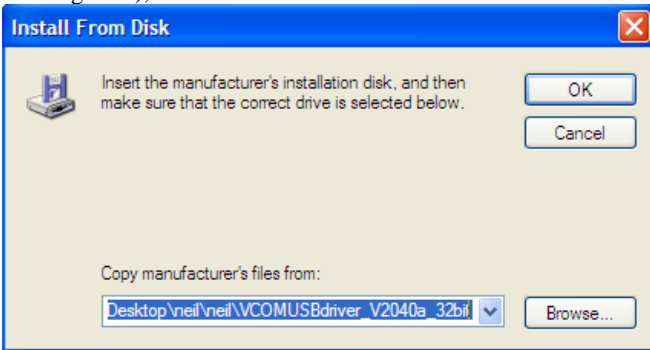 Install From Disk
Insert the manufacturer's installation disk, and then
make sure that the correct drive is selected below.
OK
Cancel
Copy manufacturer's files from:
Desktop\neil\neil\VCOMUSBdriver_V2040a_32bit
Browse...